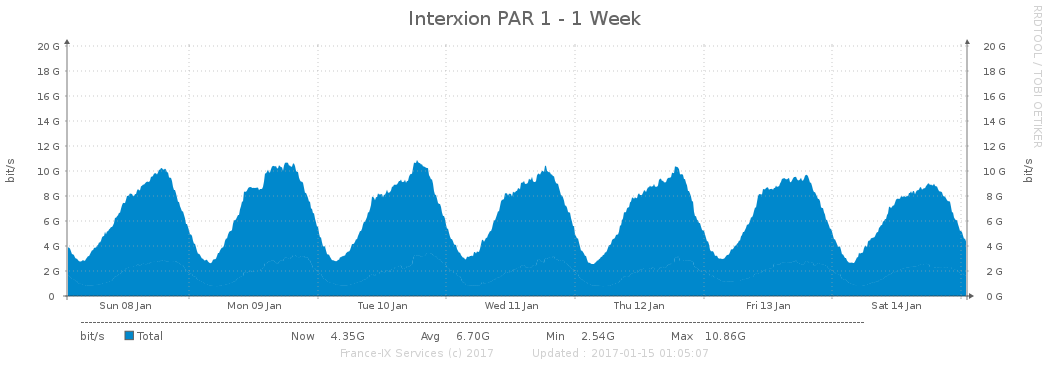 Interxion PAR 1 - 1 Week
RRDTOOL / TOBI OETIKER
bit/s
bit/s
20 G 20 G
18 G 18 G
16 G 16 G
14 G 14 G
12 G 12 G
10 G 10 G
8 G 8 G
6 G 6 G
4 G 4 G
2 G 2 G
0 0 G
Sun 08 Jan Mon 09 Jan Tue 10 Jan Wed 11 Jan Thu 12 Jan Fri 13 Jan Sat 14 Jan
bit/s Total Now 4.35G Avg 6.70G Min 2.54G Max 10.86G
France-IX Services (c) 2017 Updated : 2017-01-15 01:05:07